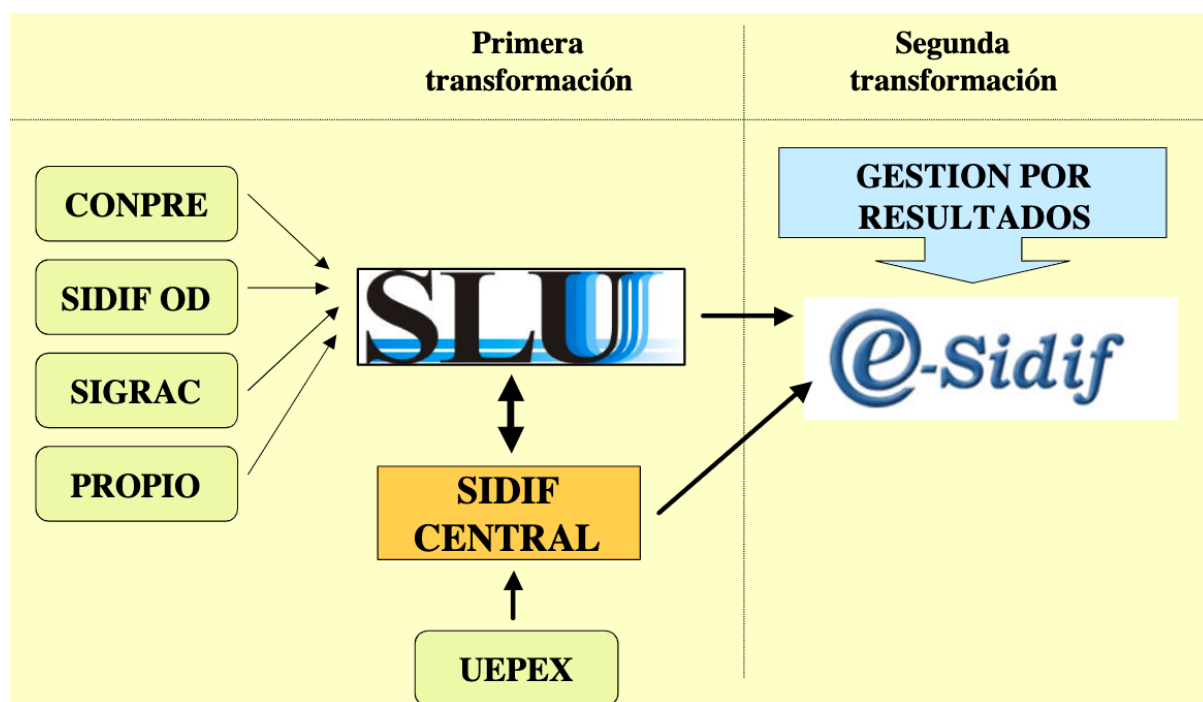 Primera
transformación
Segunda
transformación
CONPRE
SIDIF OD
SIGRAC
PROPIO
SLU
SIDIF
CENTRAL
UEPEX
GESTION POR
RESULTADOS
e-Sidif